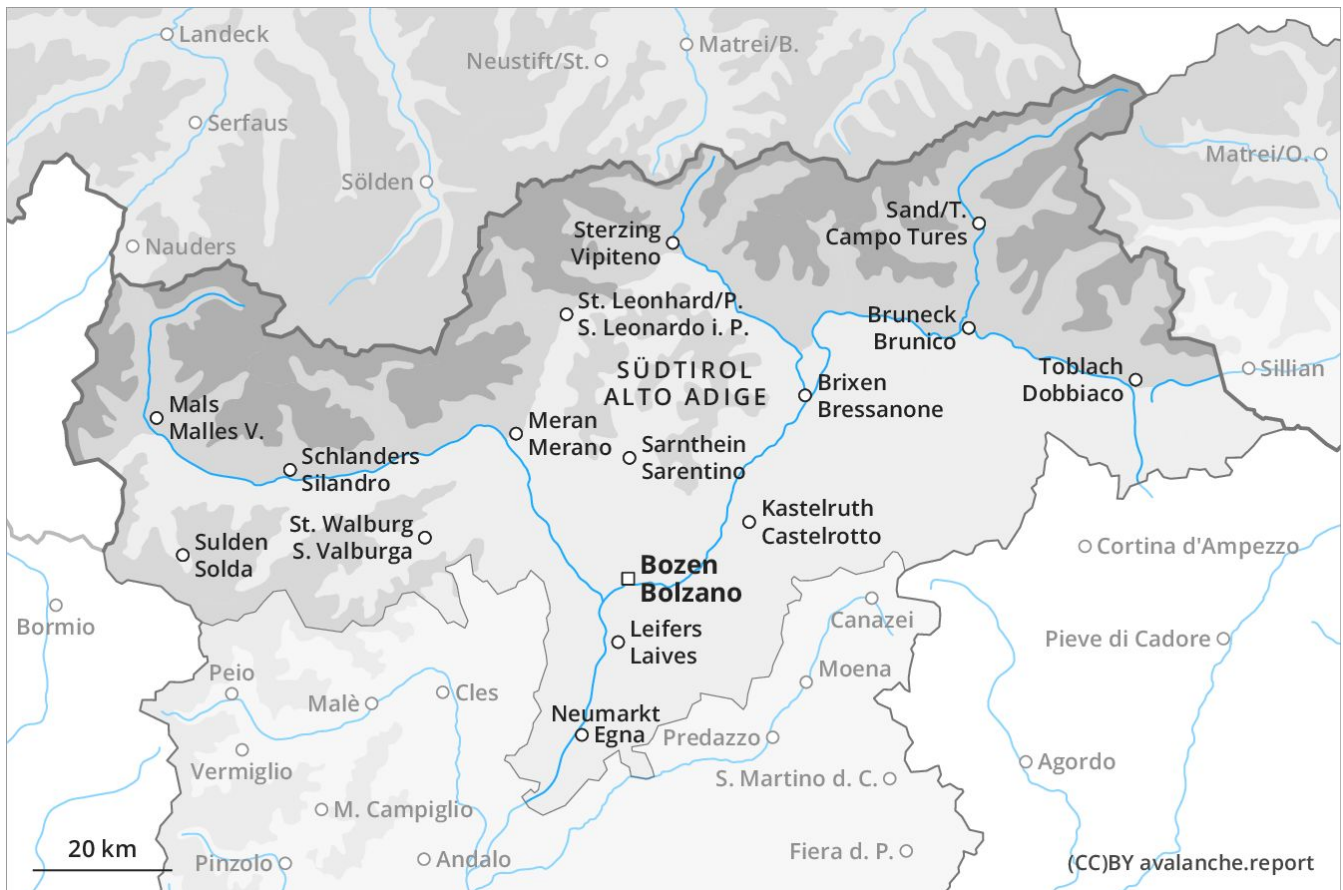 Landeck
Matrei/B.
Neustift/St.
Serfaus
Matrei/O.
Sölden
Sand/T.
Campo Tures
Sterzing
Vipiteno
Nauders
St. Leonhard/P.
S. Leonardo i. P.
Bruneck
Brunico
SÜDTIROL
ALTO ADIGE
Toblach
Dobbiaco
Sillian
Brixen
Bressanone
Mals
Malles V.
Meran
Merano
Sarnthein
Sarentino
Schlanders
Silandro
Kastelruth
Castelrotto
St. Walburg
S. Valburga
Sulden
Solda
Cortina d'Ampezzo
Bozen
Bolzano
Bormio
Canazei
Leifers
Laives
Pieve di Cadore
Peio
Moena
Malè
Cles
Neumarkt
Egna
Predazzo
Vermiglio
Agordo
S. Martino d. C.
M. Campiglio
20 km
Pinzolo
Andalo
Fiera d. P.
(CC)BY avalanche.report